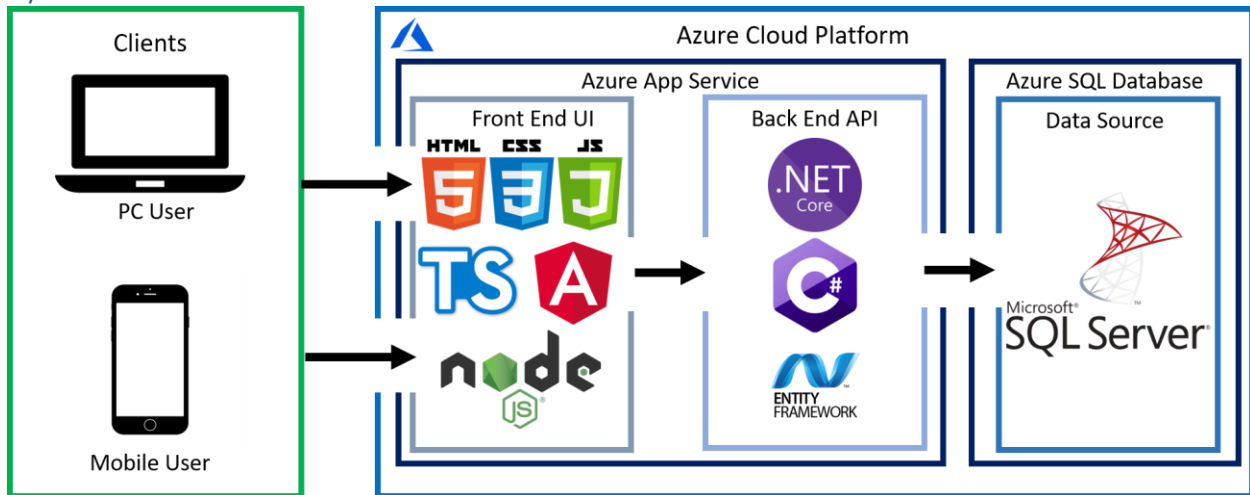 Clients
PC User
Mobile User
Azure Cloud Platform
Azure App Service
Front End UI
HTML CSS JS
5 3 J
TS A
node
JS®
Back End API
.NET
Core
C#
ENTITY
FRAMEWORK™
Azure SQL Database
Data Source
Microsoft®
SQL Server®